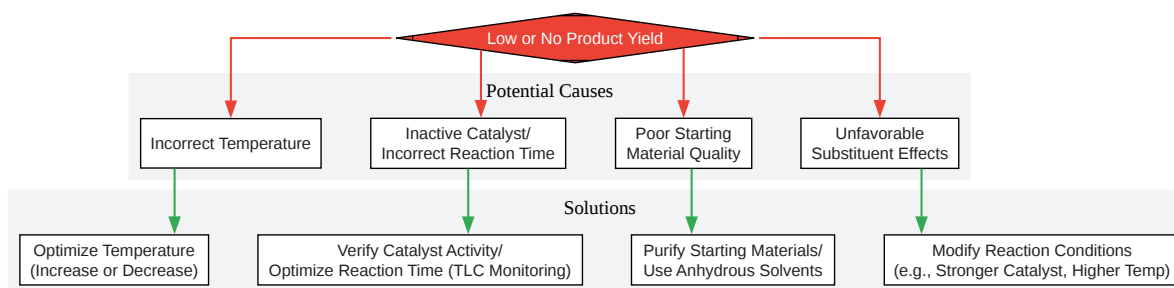 Low or No Product Yield
Potential Causes
Incorrect Temperature
Inactive Catalyst/
Incorrect Reaction Time
Poor Starting
Material Quality
Unfavorable
Substituent Effects
Solutions
Optimize Temperature
(Increase or Decrease)
Verify Catalyst Activity/
Optimize Reaction Time (TLC Monitoring)
Purify Starting Materials/
Use Anhydrous Solvents
Modify Reaction Conditions
(e.g., Stronger Catalyst, Higher Temp)